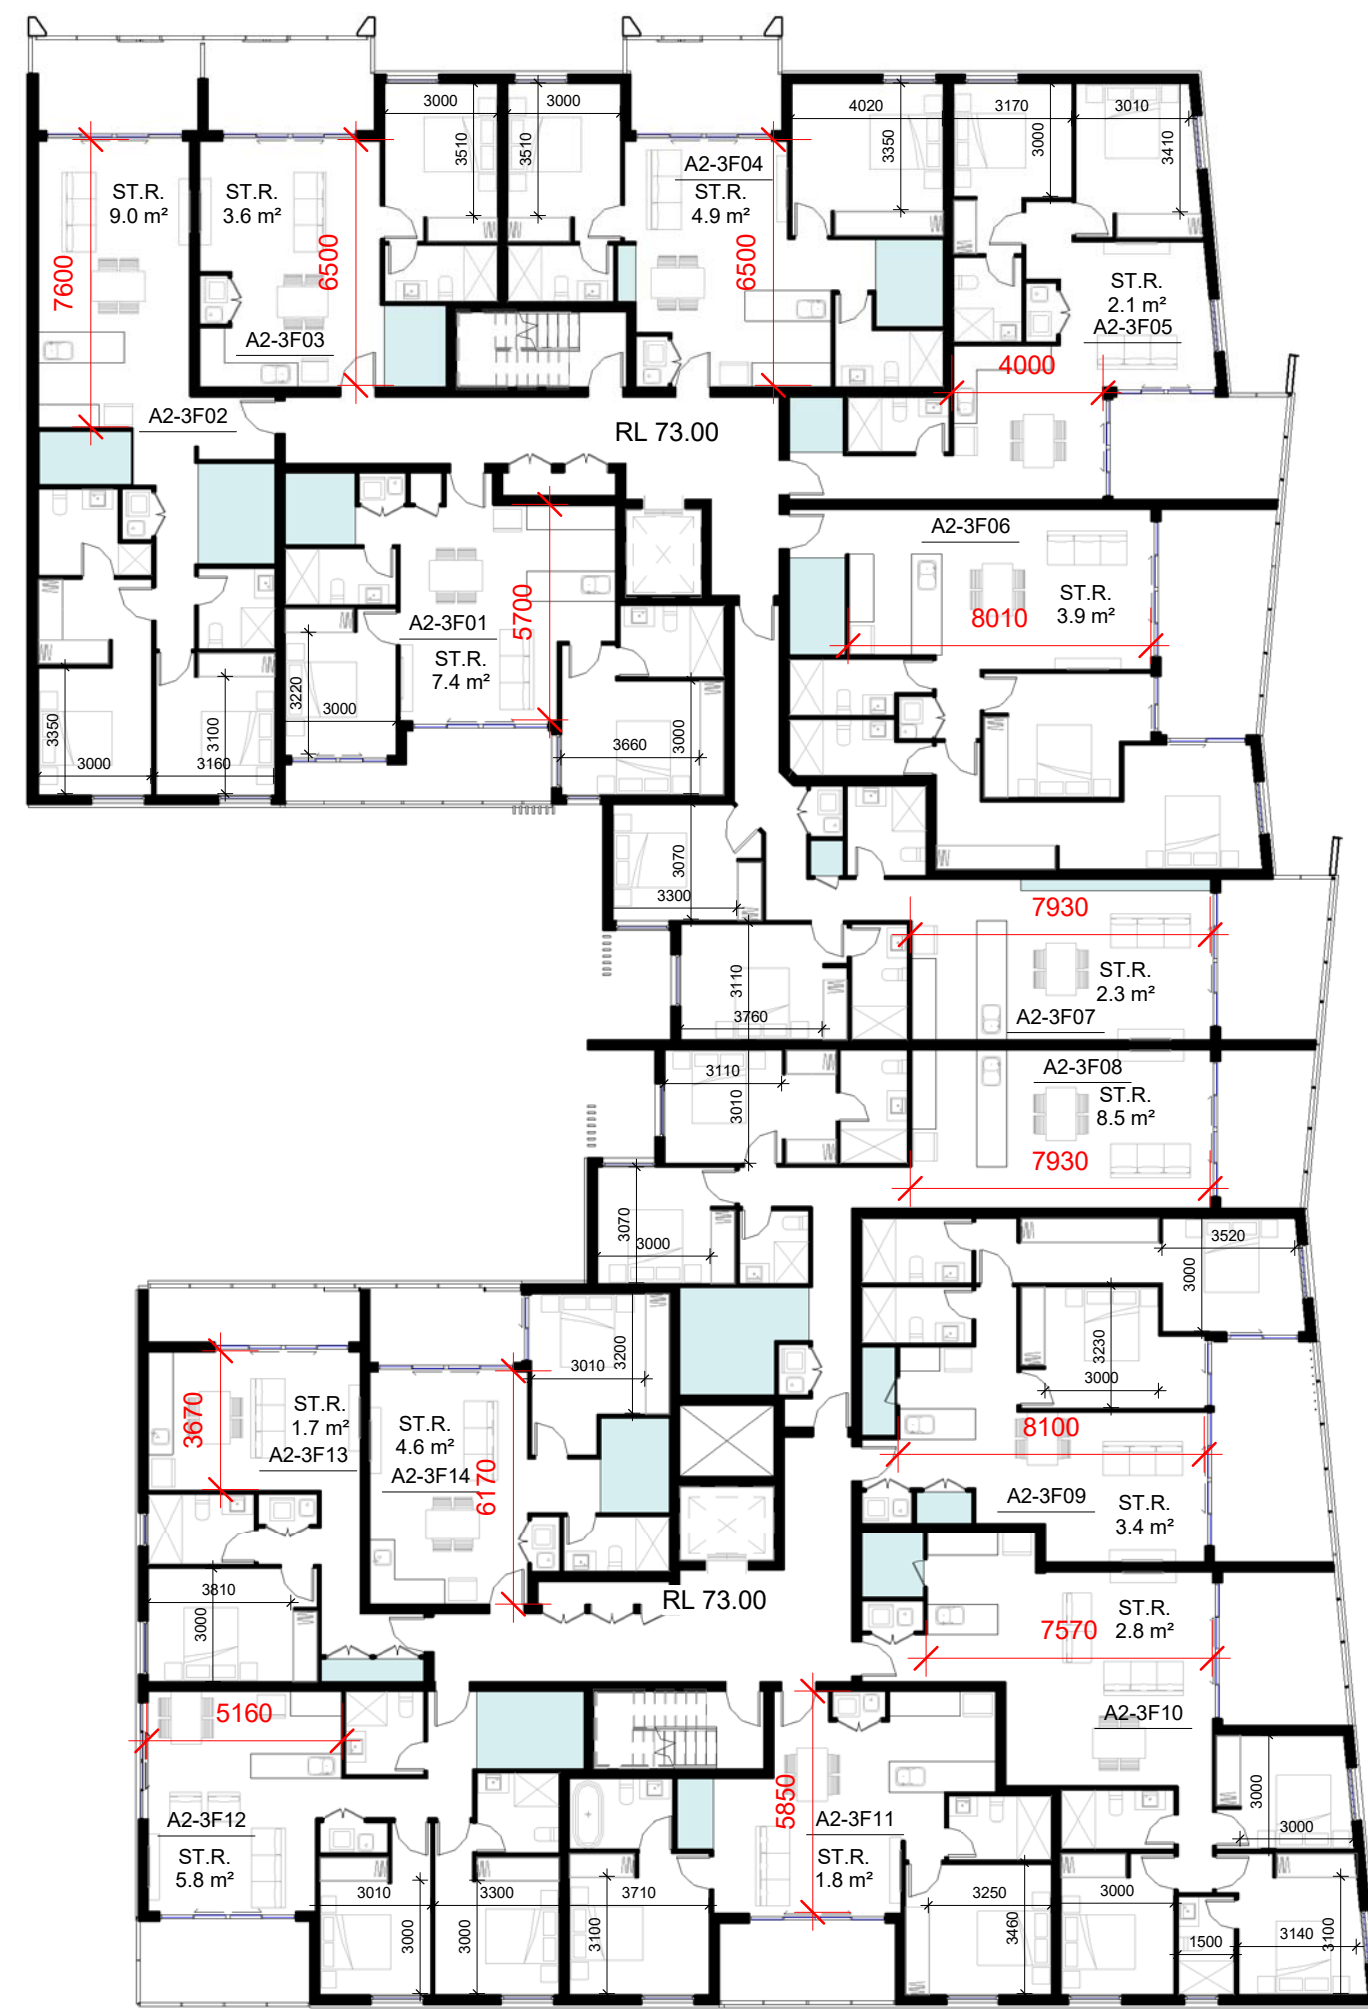 3000
3510
3000
3510
4020
3350
3170
3000
3010
3410
A2-3F04
ST.R.
4.9 m²
ST.R.
9.0 m²
ST.R.
3.6 m²
7600
6500
6500
ST.R.
2.1 m²
A2-3F05
A2-3F03
4000
A2-3F02
RL 73.00
A2-3F06
ST.R.
3.9 m²
8010
A2-3F01
ST.R.
7.4 m²
5700
3220
3000
3350
3000
3100
3160
3660
3000
3070
3300
7930
3110
3760
ST.R.
2.3 m²
A2-3F07
A2-3F08
ST.R.
8.5 m²
7930
3110
3010
3070
3000
3520
3000
3230
3000
3200
3010
3670
ST.R.
1.7 m²
A2-3F13
ST.R.
4.6 m²
A2-3F14
6170
8100
A2-3F09
ST.R.
3.4 m²
3810
3000
RL 73.00
ST.R.
2.8 m²
7570
A2-3F10
5160
5850
A2-3F12
ST.R.
5.8 m²
A2-3F11
ST.R.
1.8 m²
3000
3000
3010
3000
3300
3000
3710
3100
3250
3460
3000
1500
3140
3100